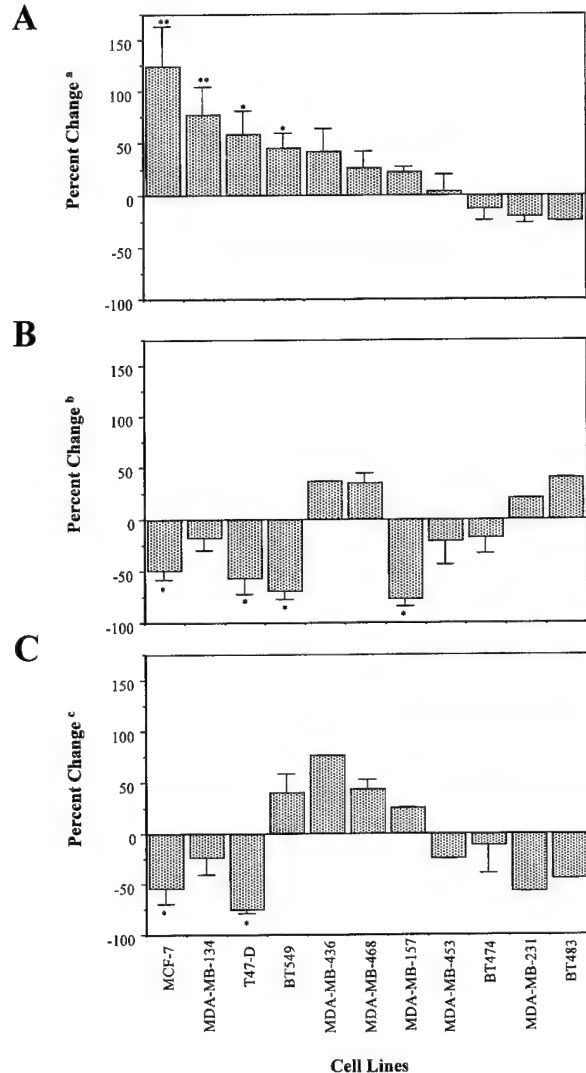 A
Percent Change a
150
100
50
0
-50
-100
**
**
*
*
B
Percent Change b
150
100
50
0
-50
-100
*
*
*
*
C
Percent Change c
150
100
50
0
-50
-100
*
*
MCF-7
MDA-MB-134
T47-D
BT549
MDA-MB-436
MDA-MB-468
MDA-MB-157
MDA-MB-453
BT474
MDA-MB-231
BT483
Cell Lines